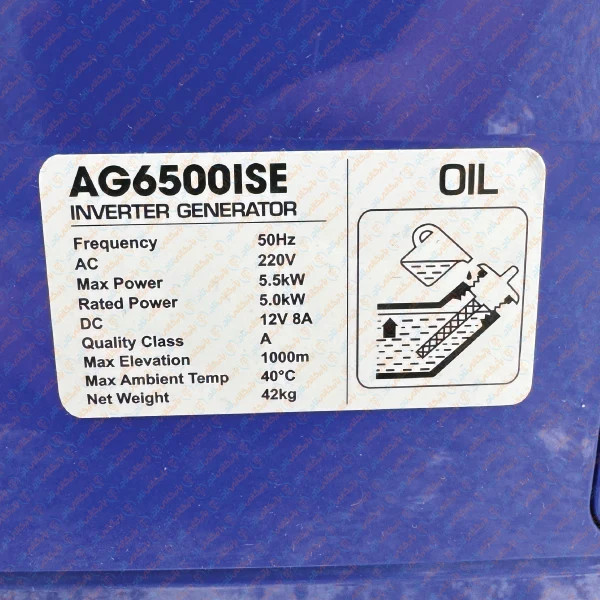 AG6500ISE
INVERTER GENERATOR
Frequency 50Hz
AC 220V
Max Power 5.5kW
Rated Power 5.0kW
DC 12V 8A
Quality Class A
Max Elevation 1000m
Max Ambient Temp 40°C
Net Weight 42kg
OIL